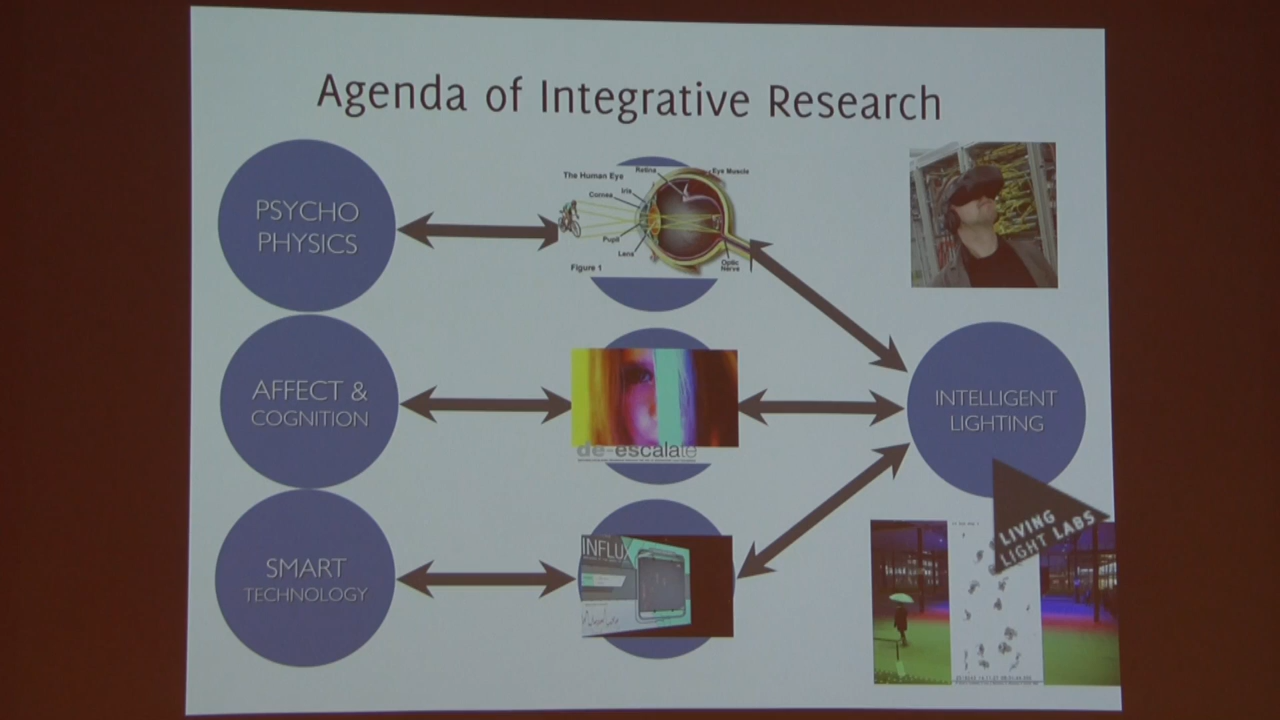 Agenda of Integrative Research
PSYCHO
PHYSICS
The Human Eye
Retina
Eye Muscle
Cornea
Iris
Pupil
Lens
Optic
Nerve
Figure 1
AFFECT &
COGNITION
de-escalate
INTELLIGENT
LIGHTING
SMART
TECHNOLOGY
INFLUX
LIVING
LIGHT LABS